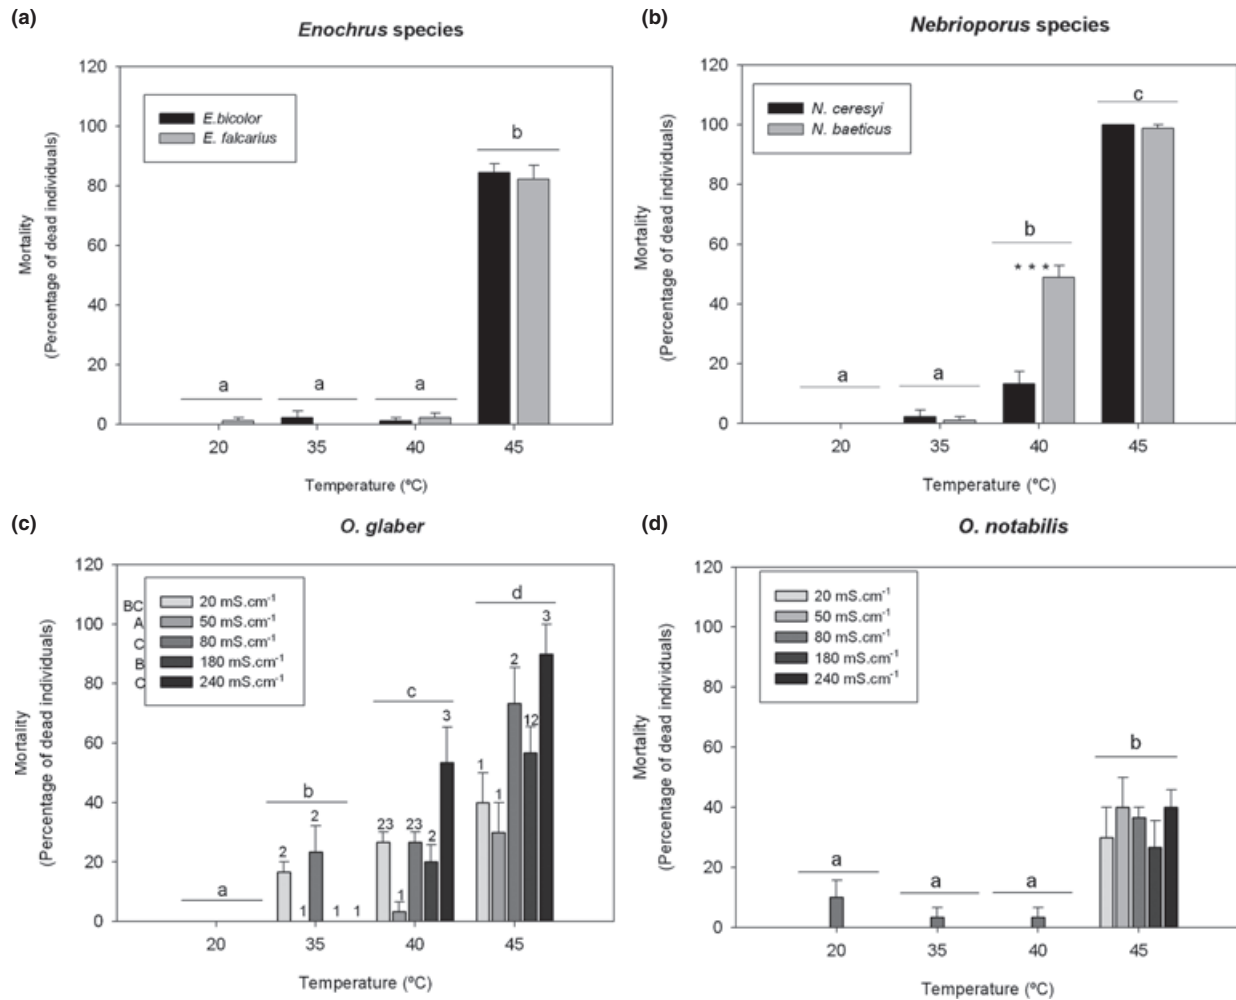 (a)
Enochrus species
120
100
80
60
40
20
0
Mortality
(Percentage of dead individuals)
E.bicolor
E. falcarius
a
a
a
b
20
35
40
45
Temperature (ºC)
(b)
Nebrioporus species
120
100
80
60
40
20
0
Mortality
(Percentage of dead individuals)
N. ceresyi
N. baeticus
a
a
b
***
c
20
35
40
45
Temperature (ºC)
(c)
O. glaber
120
100
80
60
40
20
0
Mortality
(Percentage of dead individuals)
BC 20 mS.cm-1
A 50 mS.cm-1
C 80 mS.cm-1
B 180 mS.cm-1
C 240 mS.cm-1
a
b
2 1 2 1 1
c
23 1 23 2 3
d
1 1 2 12 3
20
35
40
45
Temperature (ºC)
(d)
O. notabilis
120
100
80
60
40
20
0
Mortality
(Percentage of dead individuals)
20 mS.cm-1
50 mS.cm-1
80 mS.cm-1
180 mS.cm-1
240 mS.cm-1
a
a
a
b
20
35
40
45
Temperature (ºC)